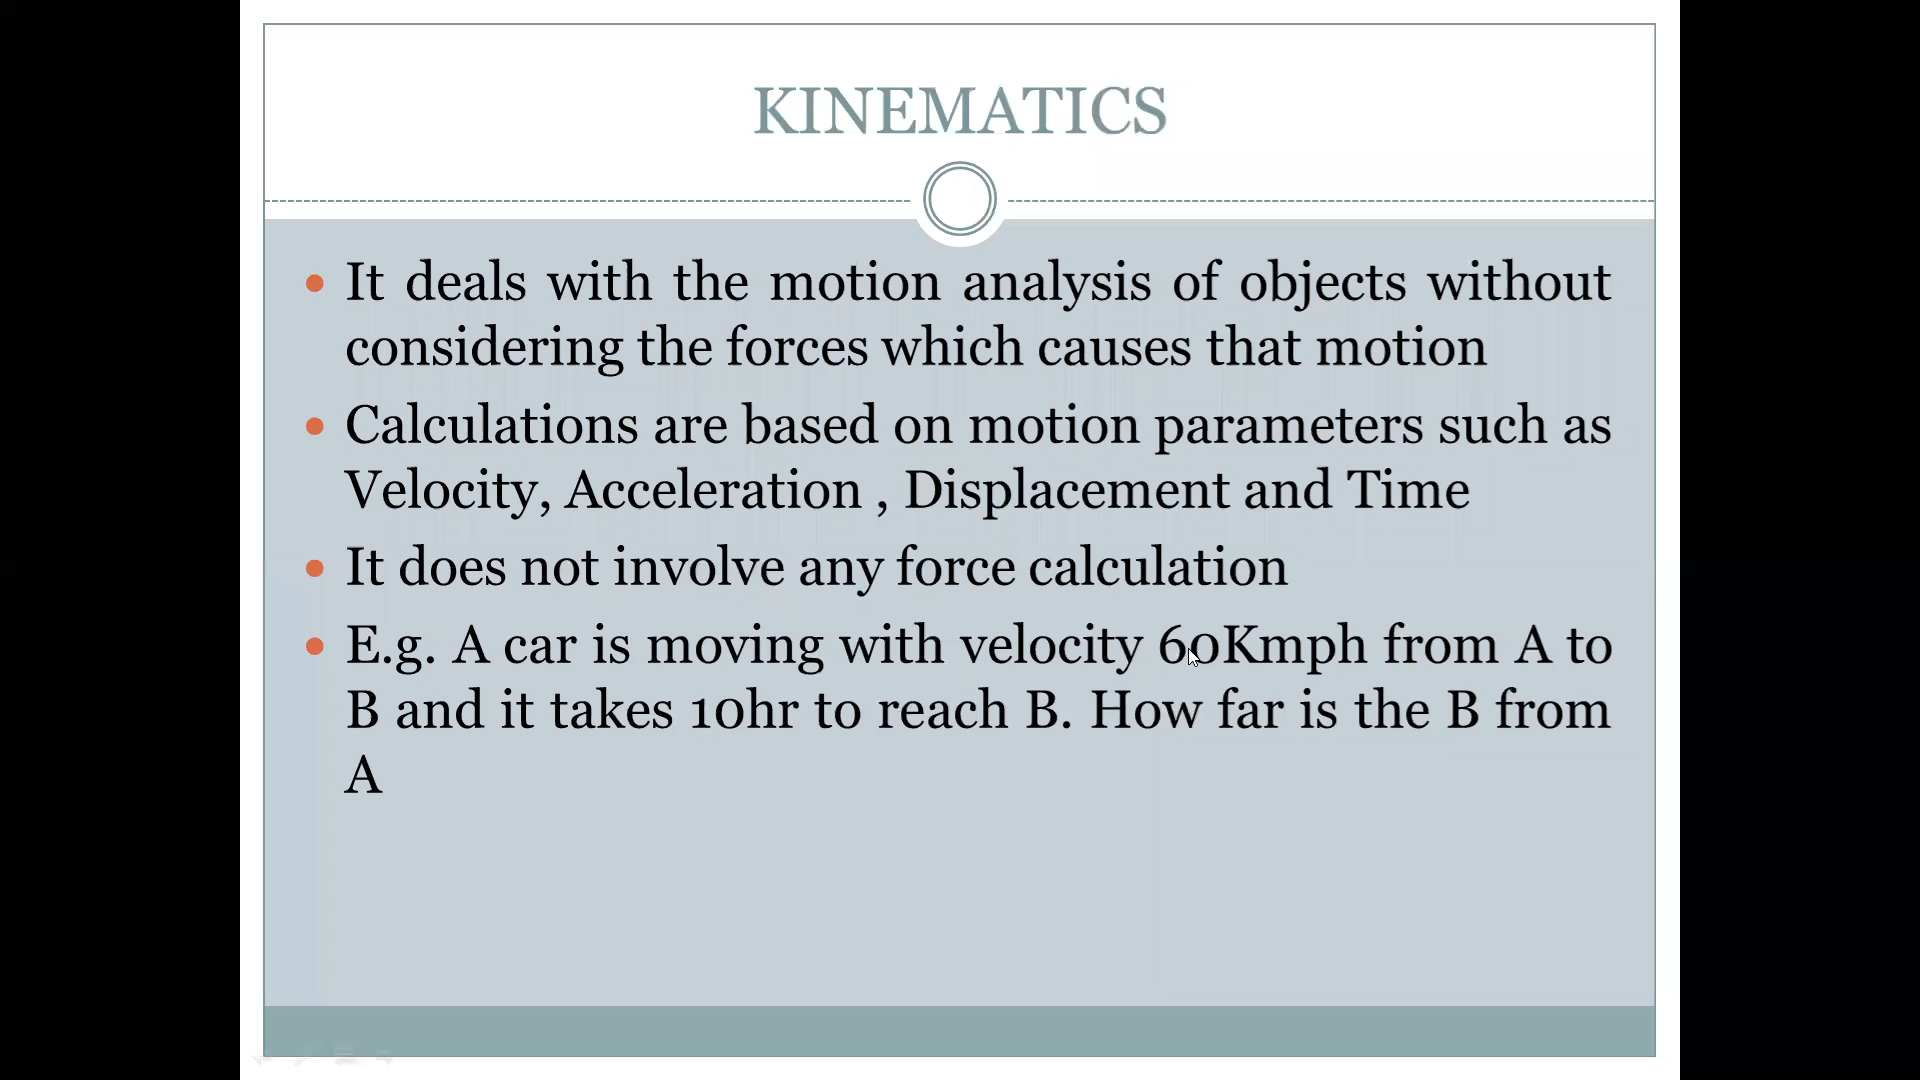 KINEMATICS
It deals with the motion analysis of objects without
considering the forces which causes that motion
Calculations are based on motion parameters such as
Velocity, Acceleration , Displacement and Time
It does not involve any force calculation
E.g. A car is moving with velocity 60Kmph from A to
B and it takes 10hr to reach B. How far is the B from
A